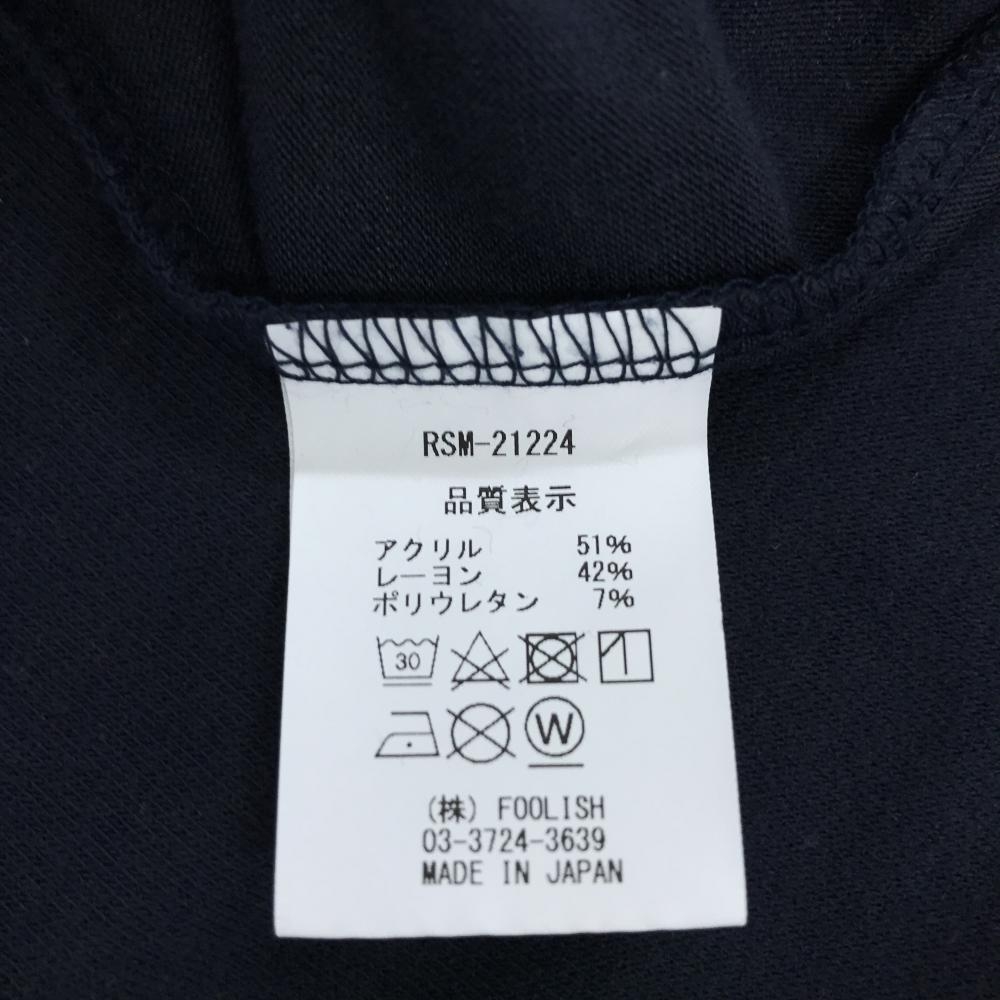 RSM-21224
品質表示
アクリル 51%
レーヨン 42%
ポリウレタン 7%
30
W
(株) FOOLISH
03-3724-3639
MADE IN JAPAN